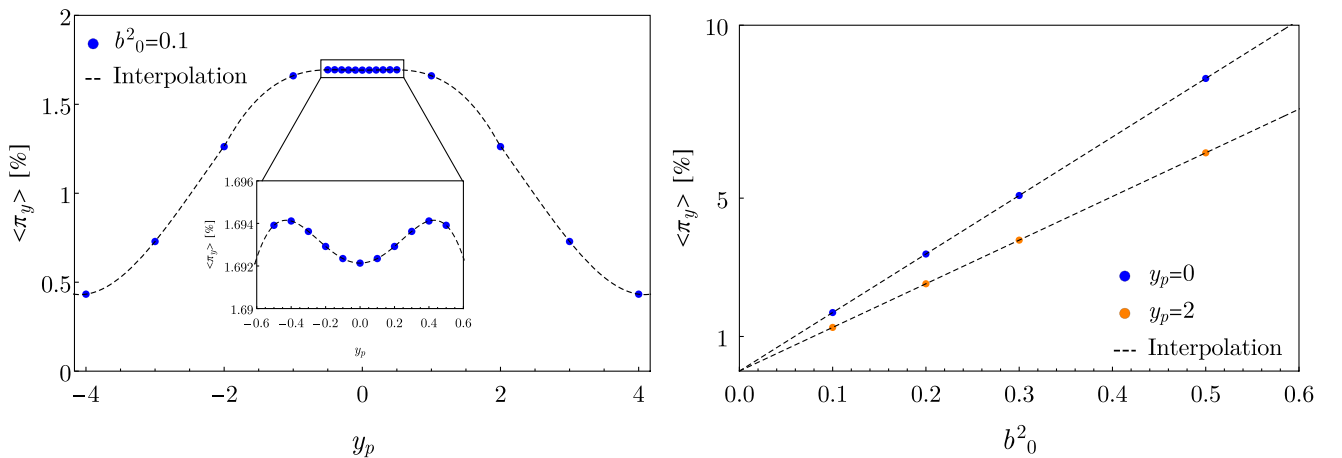 2
1.5
1
0.5
0
<π_y> [%]
b²₀=0.1
Interpolation
1.696
1.694
1.692
1.69
<π_y> [%]
−0.6 −0.4 −0.2 0.0 0.2 0.4 0.6
y_p
−4 −2 0 2 4
y_p
10
5
1
<π_y> [%]
y_p=0
y_p=2
Interpolation
0.0 0.1 0.2 0.3 0.4 0.5 0.6
b²₀